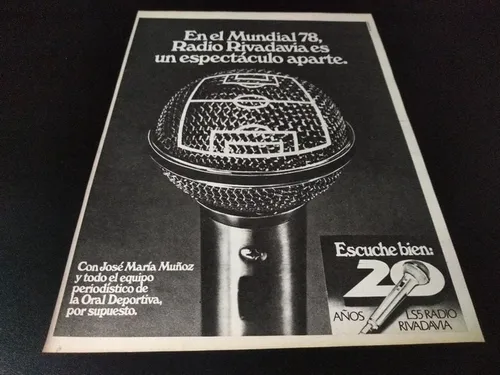 En el Mundial 78,
Radio Rivadavia es
un espectáculo aparte.
Con José María Muñoz
y todo el equipo
periodístico de
la Oral Deportiva,
por supuesto.
Escuche bien:
20
AÑOS
LS5 RADIO
RIVADAVIA